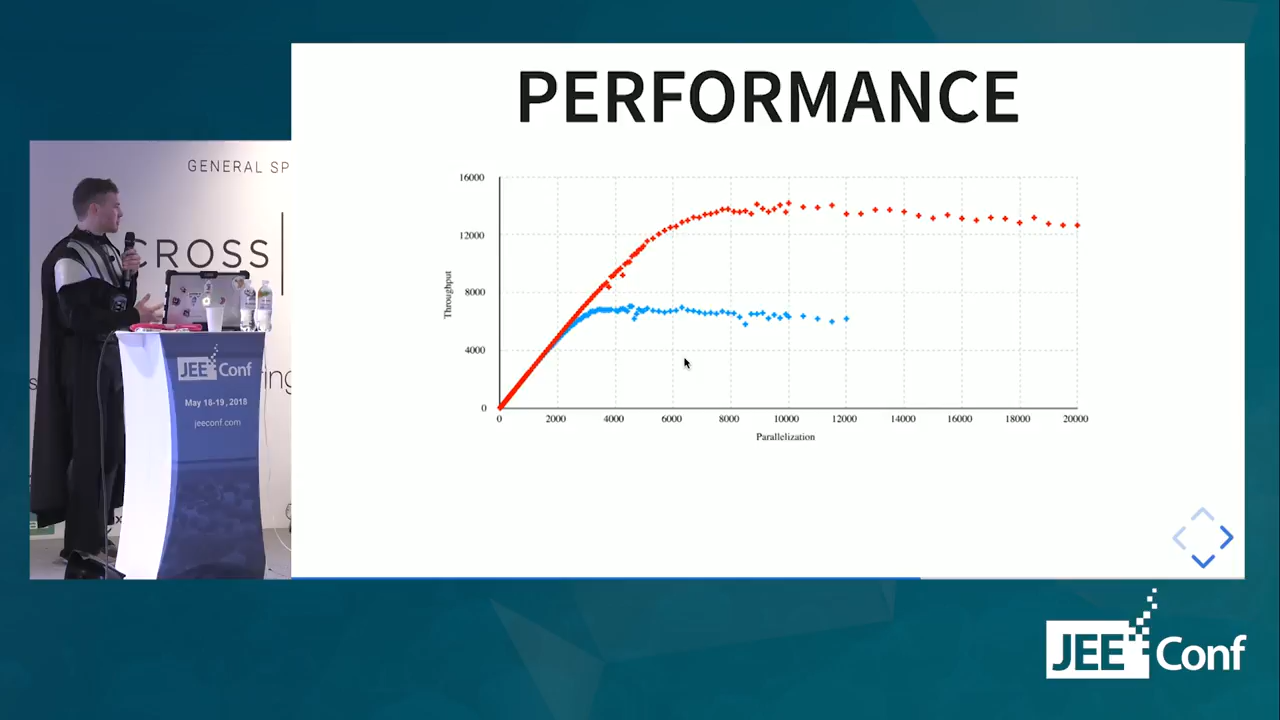 PERFORMANCE
16000
12000
8000
4000
0
0 2000 4000 6000 8000 10000 12000 14000 16000 18000 20000
Throughput
Parallelization
GENERAL SP
CROSS
JEE Conf
May 18-19, 2018
jeeconf.com
ing
JEE Conf